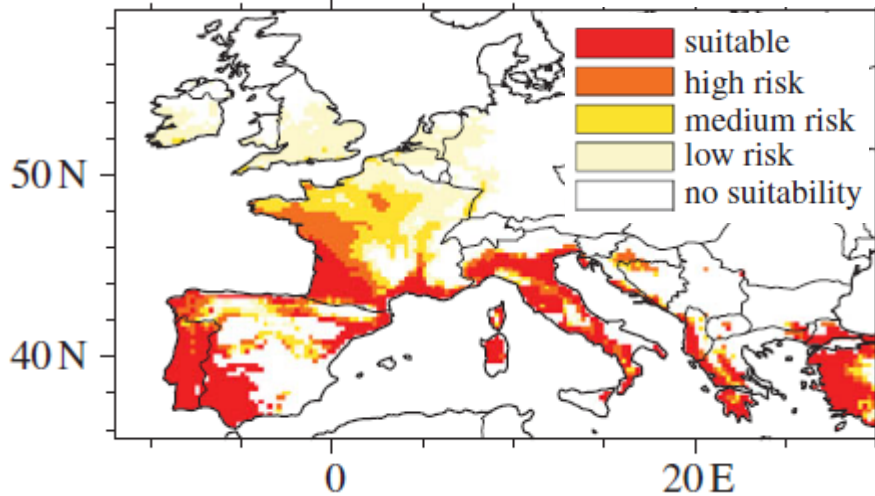 suitable
high risk
medium risk
low risk
no suitability
50 N
40 N
0
20 E